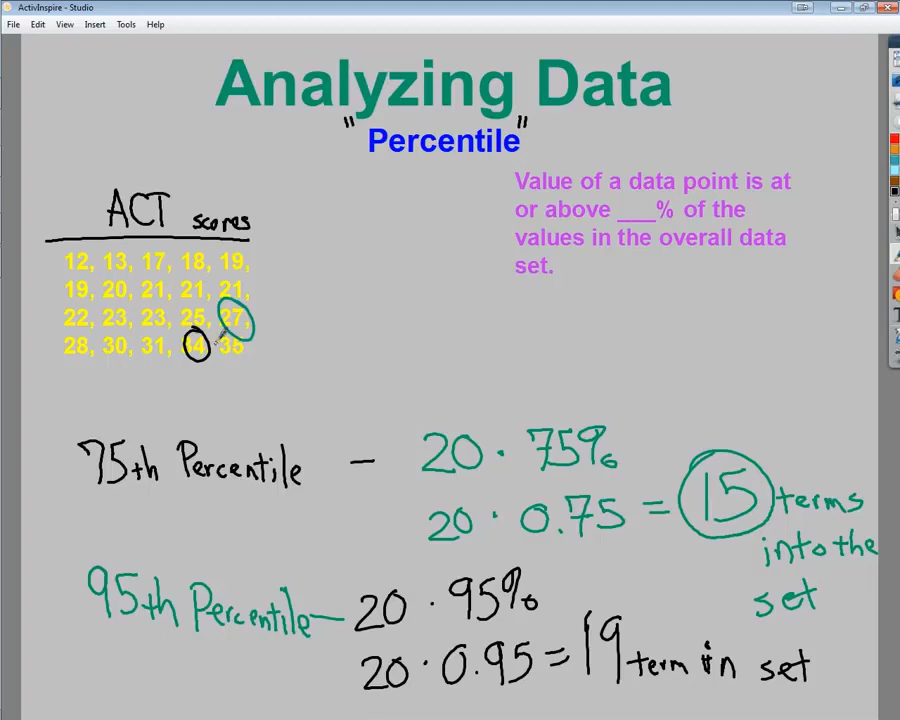 ActivInspire - Studio
File Edit View Insert Tools Help
Analyzing Data
"Percentile"
Value of a data point is at
or above ___% of the
values in the overall data
set.
ACT scores
12, 13, 17, 18, 19,
19, 20, 21, 21, 21,
22, 23, 23, 25, 27,
28, 30, 31, 34, 35
75th Percentile - 20 · 75%
20 · 0.75 = 15 terms
into the
set
95th Percentile - 20 · 95%
20 · 0.95 = 19 term in set